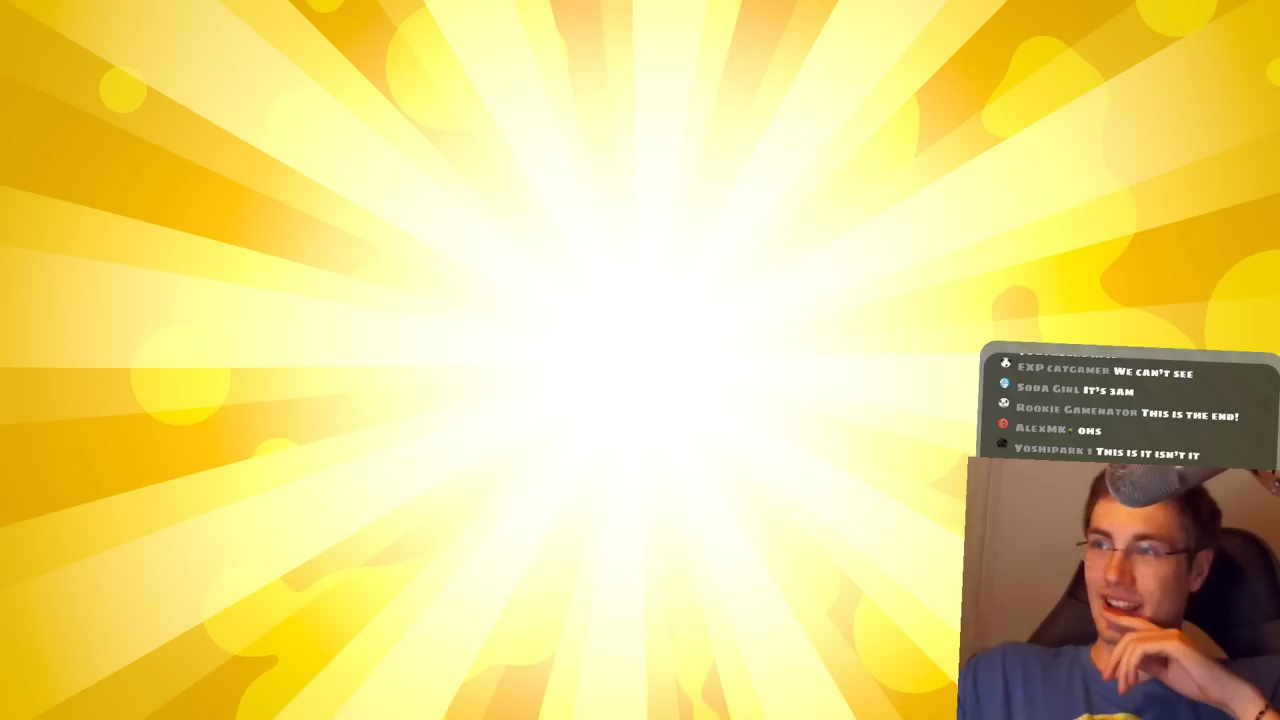 EXP CATGAMER WE CAN'T SEE
SODA GIRL IT'S 3AM
ROOKIE GAMENATOR THIS IS THE END!
ALEXMK OHS
YOSHIPARK 1 THIS IS IT ISN'T IT